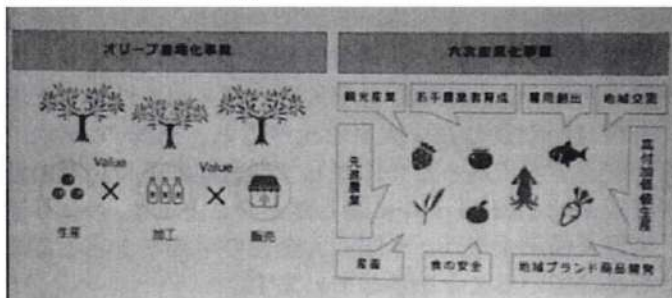 オリーブ産地化事業
六次産業化事業
観光産業
若手農業者育成
雇用創出
地域交流
先進農業
高付加価値生産
Value
Value
生産
加工
販売
食の安全
地域ブランド商品開発